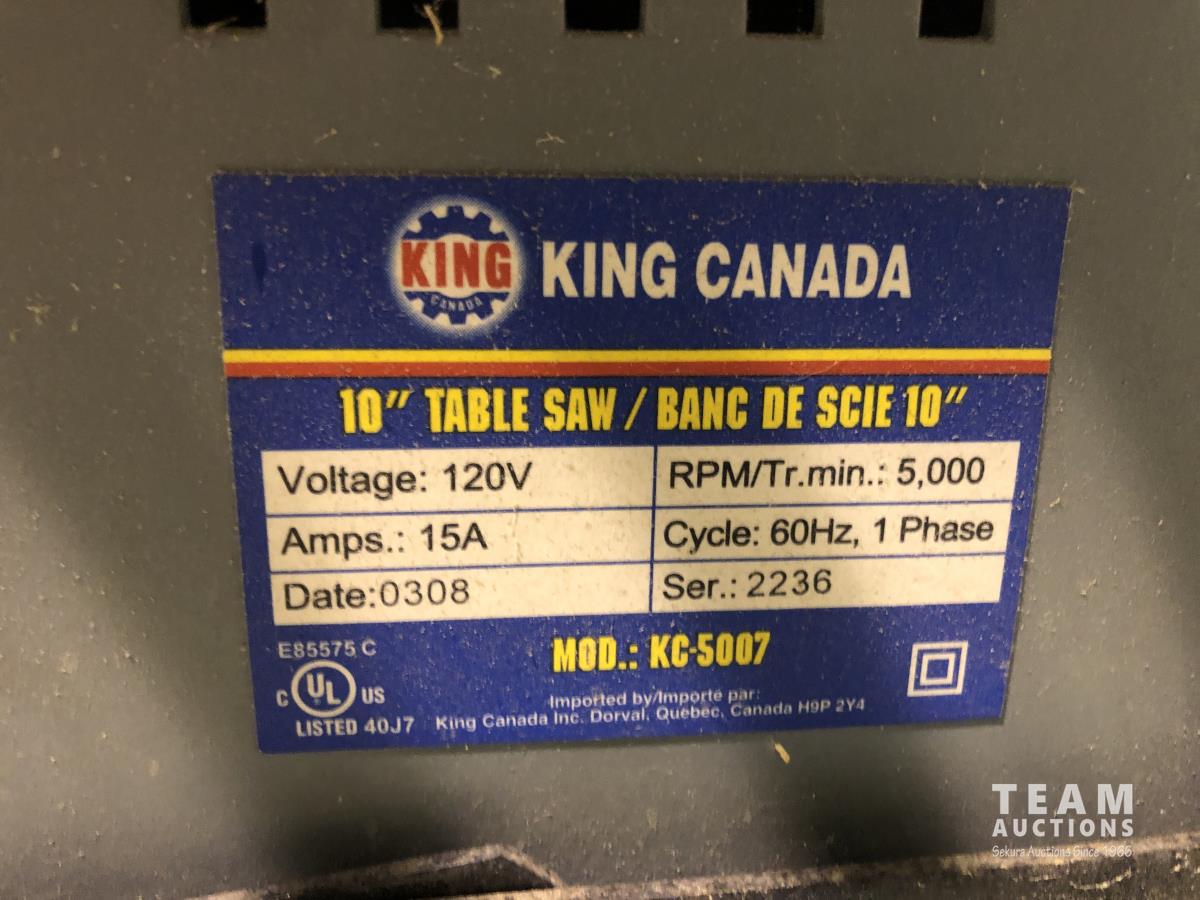 KING
CANADA
KING CANADA
10" TABLE SAW / BANC DE SCIE 10"
Voltage: 120V
RPM/Tr.min.: 5,000
Amps.: 15A
Cycle: 60Hz, 1 Phase
Date:0308
Ser.: 2236
E85575 C
MOD.: KC-5007
C UL US
LISTED 40J7
Imported by/Importé par:
King Canada Inc. Dorval, Québec, Canada H9P 2Y4
TEAM
AUCTIONS
Sekura Auctions Since 1966